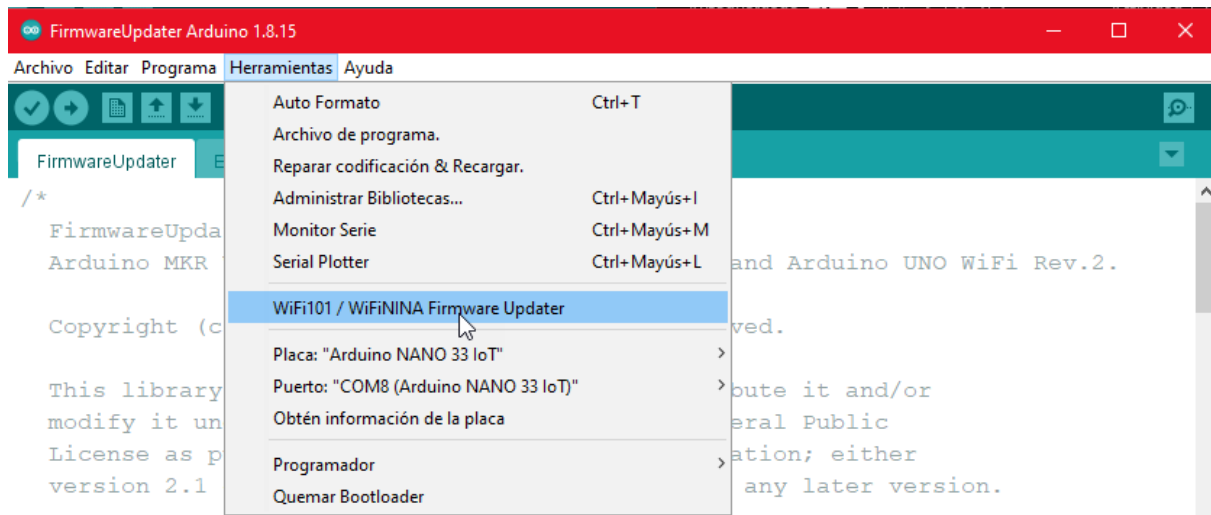 FirmwareUpdater Arduino 1.8.15
Archivo Editar Programa Herramientas Ayuda
Auto Formato Ctrl+T
Archivo de programa.
FirmwareUpdater
Reparar codificación & Recargar.
/*
Administrar Bibliotecas... Ctrl+Mayús+I
FirmwareUpda Monitor Serie Ctrl+Mayús+M
Arduino MKR Serial Plotter Ctrl+Mayús+L and Arduino UNO WiFi Rev.2.
WiFi101 / WiFiNINA Firmware Updater
Copyright (c ved.
Placa: "Arduino NANO 33 IoT"
This library Puerto: "COM8 (Arduino NANO 33 IoT)" bute it and/or
modify it un Obtén información de la placa eral Public
License as p Programador ation; either
version 2.1 Quemar Bootloader any later version.